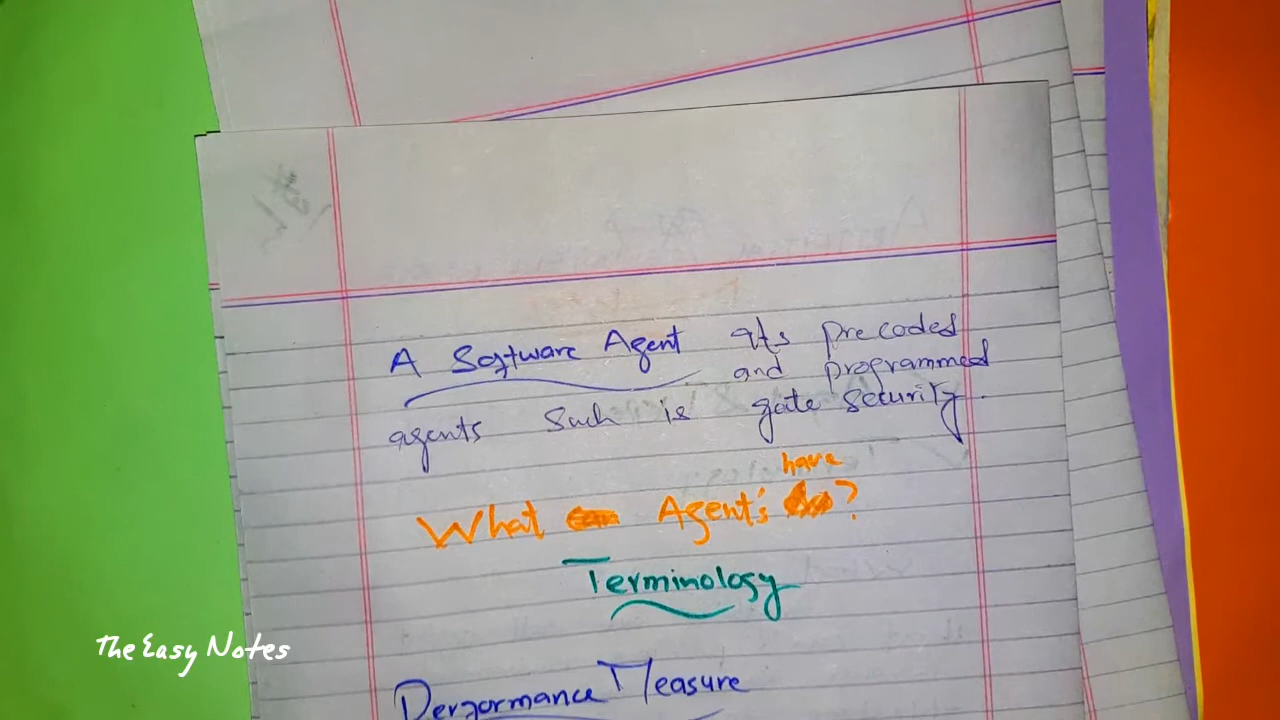 A Software Agent its precoded
and programmed
agents Such is gate security.
have
What Agent's ?
Terminology
Performance Measure
The Easy Notes